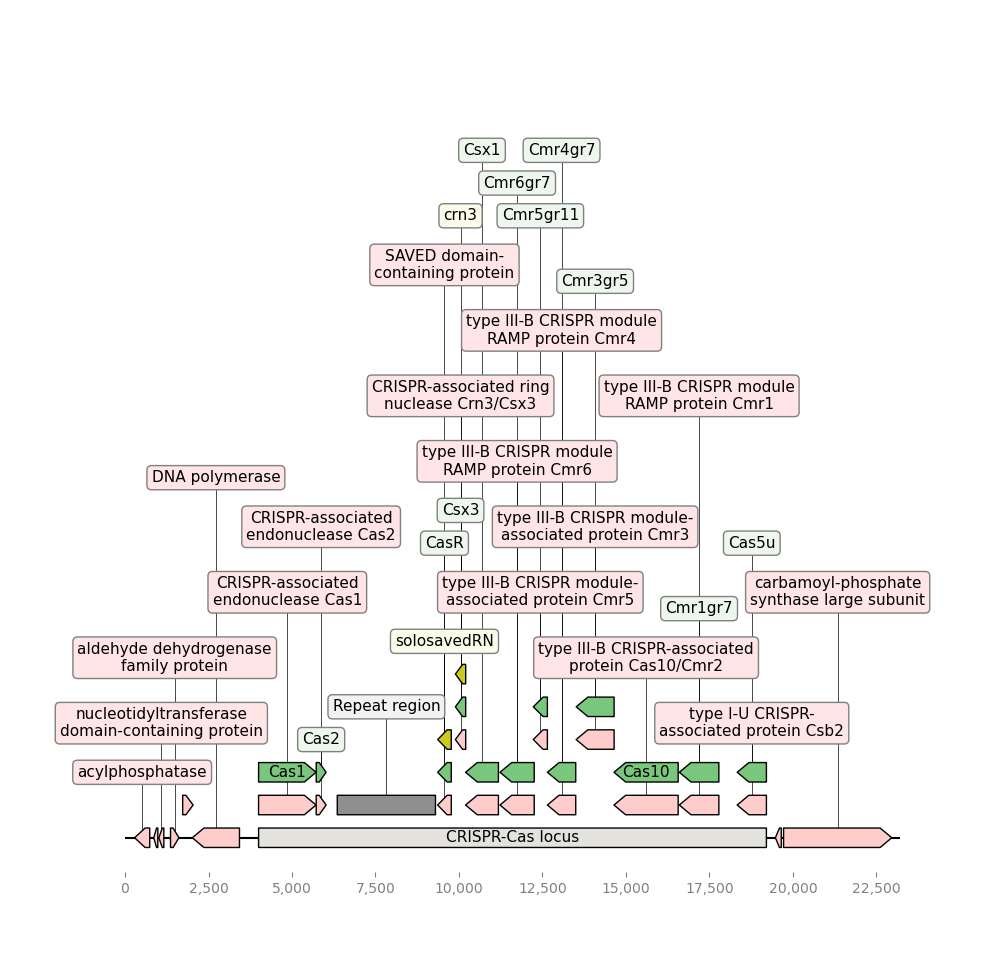 Csx1
Cmr4gr7
Cmr6gr7
crn3
Cmr5gr11
SAVED domain-
containing protein
Cmr3gr5
type III-B CRISPR module
RAMP protein Cmr4
CRISPR-associated ring
nuclease Crn3/Csx3
type III-B CRISPR module
RAMP protein Cmr1
type III-B CRISPR module
RAMP protein Cmr6
DNA polymerase
Csx3
CRISPR-associated
endonuclease Cas2
type III-B CRISPR module-
associated protein Cmr3
CasR
Cas5u
CRISPR-associated
endonuclease Cas1
type III-B CRISPR module-
associated protein Cmr5
carbamoyl-phosphate
synthase large subunit
Cmr1gr7
solosavedRN
aldehyde dehydrogenase
family protein
type III-B CRISPR-associated
protein Cas10/Cmr2
Repeat region
nucleotidyltransferase
domain-containing protein
type I-U CRISPR-
associated protein Csb2
Cas2
acylphosphatase
Cas1
Cas10
CRISPR-Cas locus
0 2,500 5,000 7,500 10,000 12,500 15,000 17,500 20,000 22,500